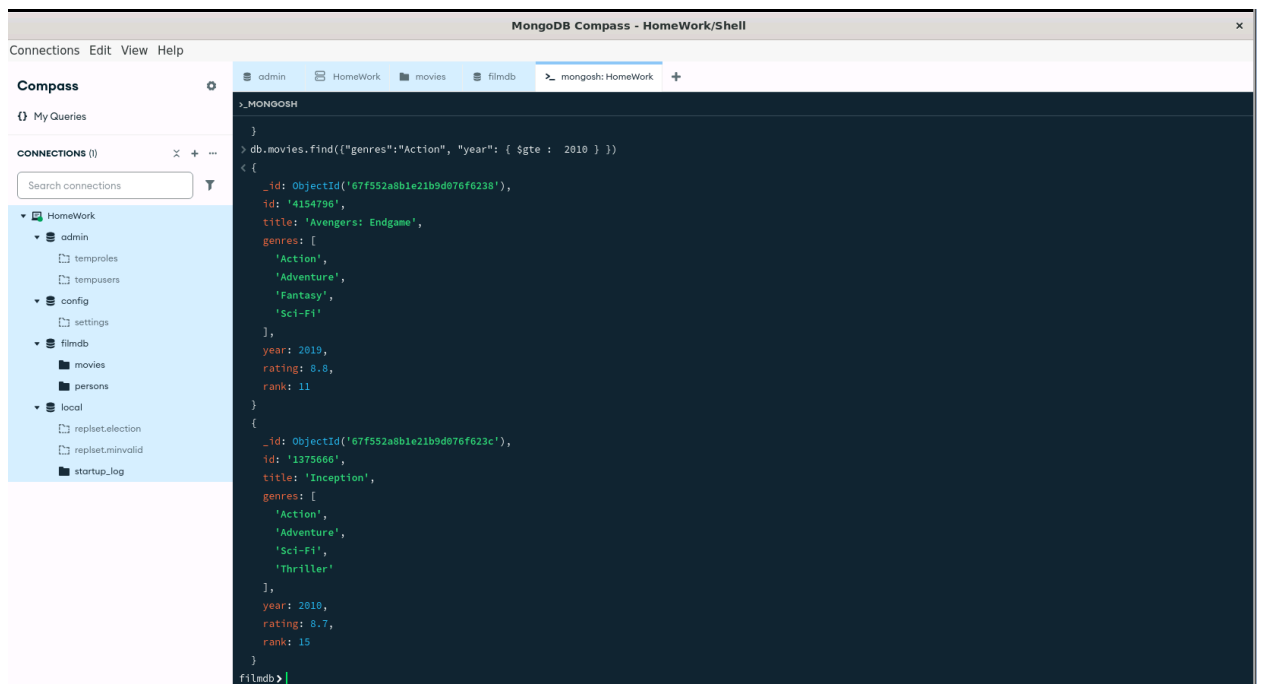 MongoDB Compass - HomeWork/Shell
×
Connections Edit View Help
Compass
{} My Queries
CONNECTIONS (1)
Search connections
HomeWork
admin
temproles
tempusers
config
settings
filmdb
movies
persons
local
replset.election
replset.minvalid
startup_log
admin HomeWork movies filmdb >_ mongosh: HomeWork +
>_MONGOSH
}
> db.movies.find({"genres":"Action", "year": { $gte :  2010 } })
< {
_id: ObjectId('67f552a8b1e21b9d076f6238'),
id: '4154796',
title: 'Avengers: Endgame',
genres: [
'Action',
'Adventure',
'Fantasy',
'Sci-Fi'
],
year: 2019,
rating: 8.8,
rank: 11
}
{
_id: ObjectId('67f552a8b1e21b9d076f623c'),
id: '1375666',
title: 'Inception',
genres: [
'Action',
'Adventure',
'Sci-Fi',
'Thriller'
],
year: 2010,
rating: 8.7,
rank: 15
}
filmdb>